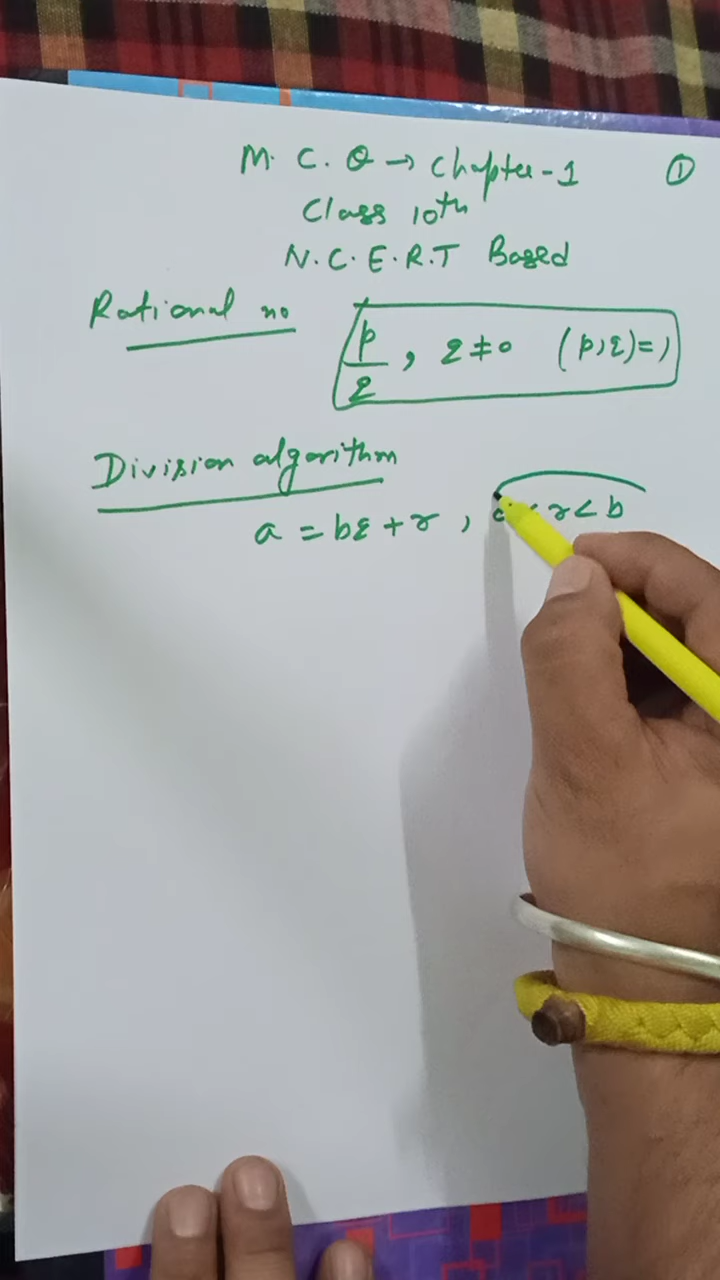 M. C. Q → Chapter-1 ①
Class 10th
N.C.E.R.T Based
Rational no p/q, q≠0 (p,q)=1
Division algorithm
a = bq + r, r < b